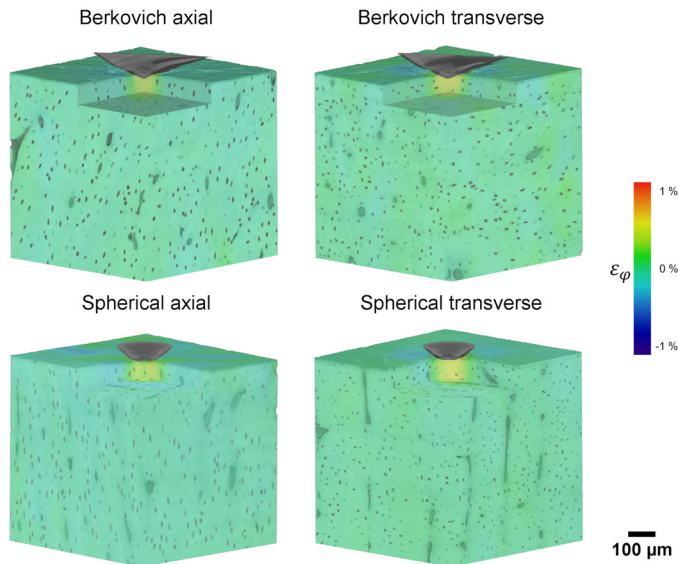 Berkovich axial
Berkovich transverse
Spherical axial
Spherical transverse
1 %
εφ
0 %
-1 %
100 µm